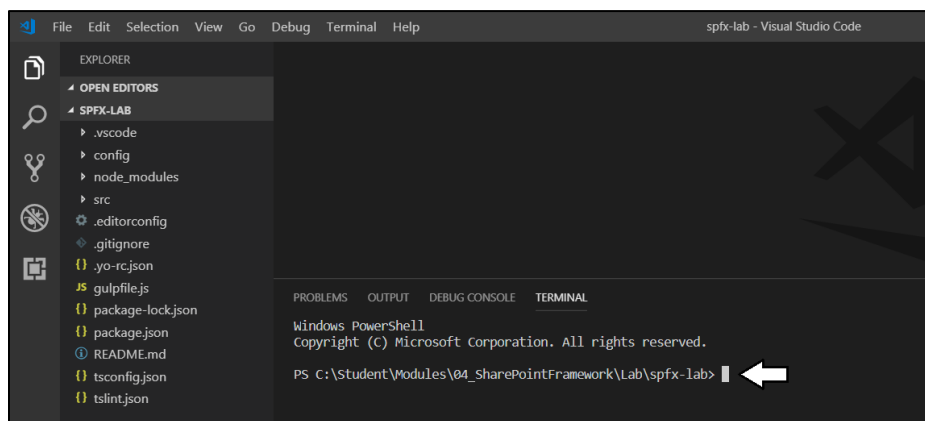 File Edit Selection View Go Debug Terminal Help
spfx-lab - Visual Studio Code
EXPLORER
OPEN EDITORS
SPFX-LAB
.vscode
config
node_modules
src
.editorconfig
.gitignore
{} .yo-rc.json
JS gulpfile.js
{} package-lock.json
{} package.json
README.md
{} tsconfig.json
{} tslint.json
PROBLEMS OUTPUT DEBUG CONSOLE TERMINAL
Windows PowerShell
Copyright (C) Microsoft Corporation. All rights reserved.
PS C:\Student\Modules\04_SharePointFramework\Lab\spfx-lab>